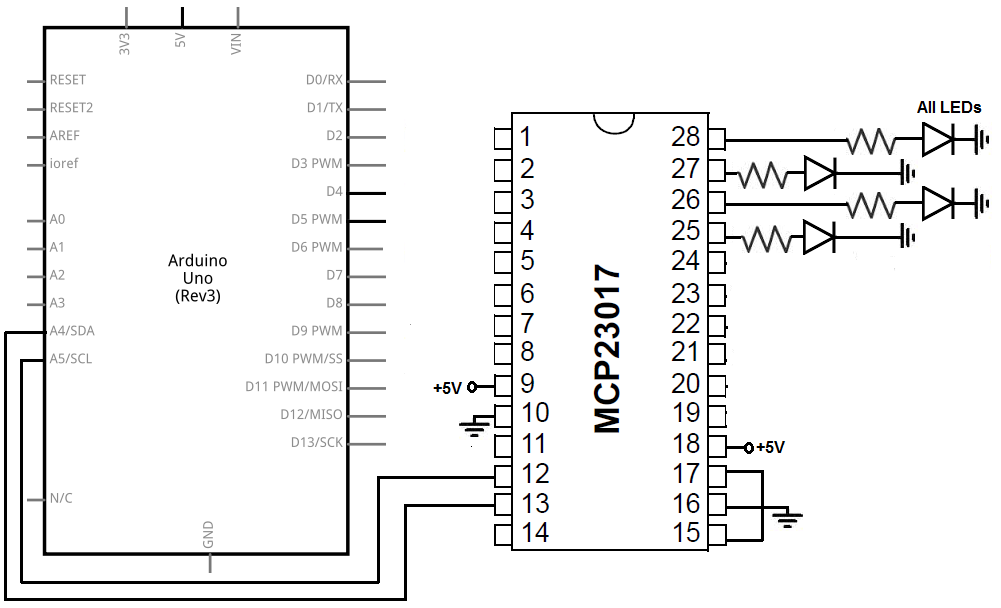 3V3
5V
VIN
RESET
RESET2
AREF
ioref
A0
A1
A2
A3
A4/SDA
A5/SCL
N/C
Arduino
Uno
(Rev3)
D0/RX
D1/TX
D2
D3 PWM
D4
D5 PWM
D6 PWM
D7
D8
D9 PWM
D10 PWM/SS
D11 PWM/MOSI
D12/MISO
D13/SCK
GND
+5V
1
2
3
4
5
6
7
8
9
10
11
12
13
14
MCP23017
28
27
26
25
24
23
22
21
20
19
18
17
16
15
+5V
All LEDs